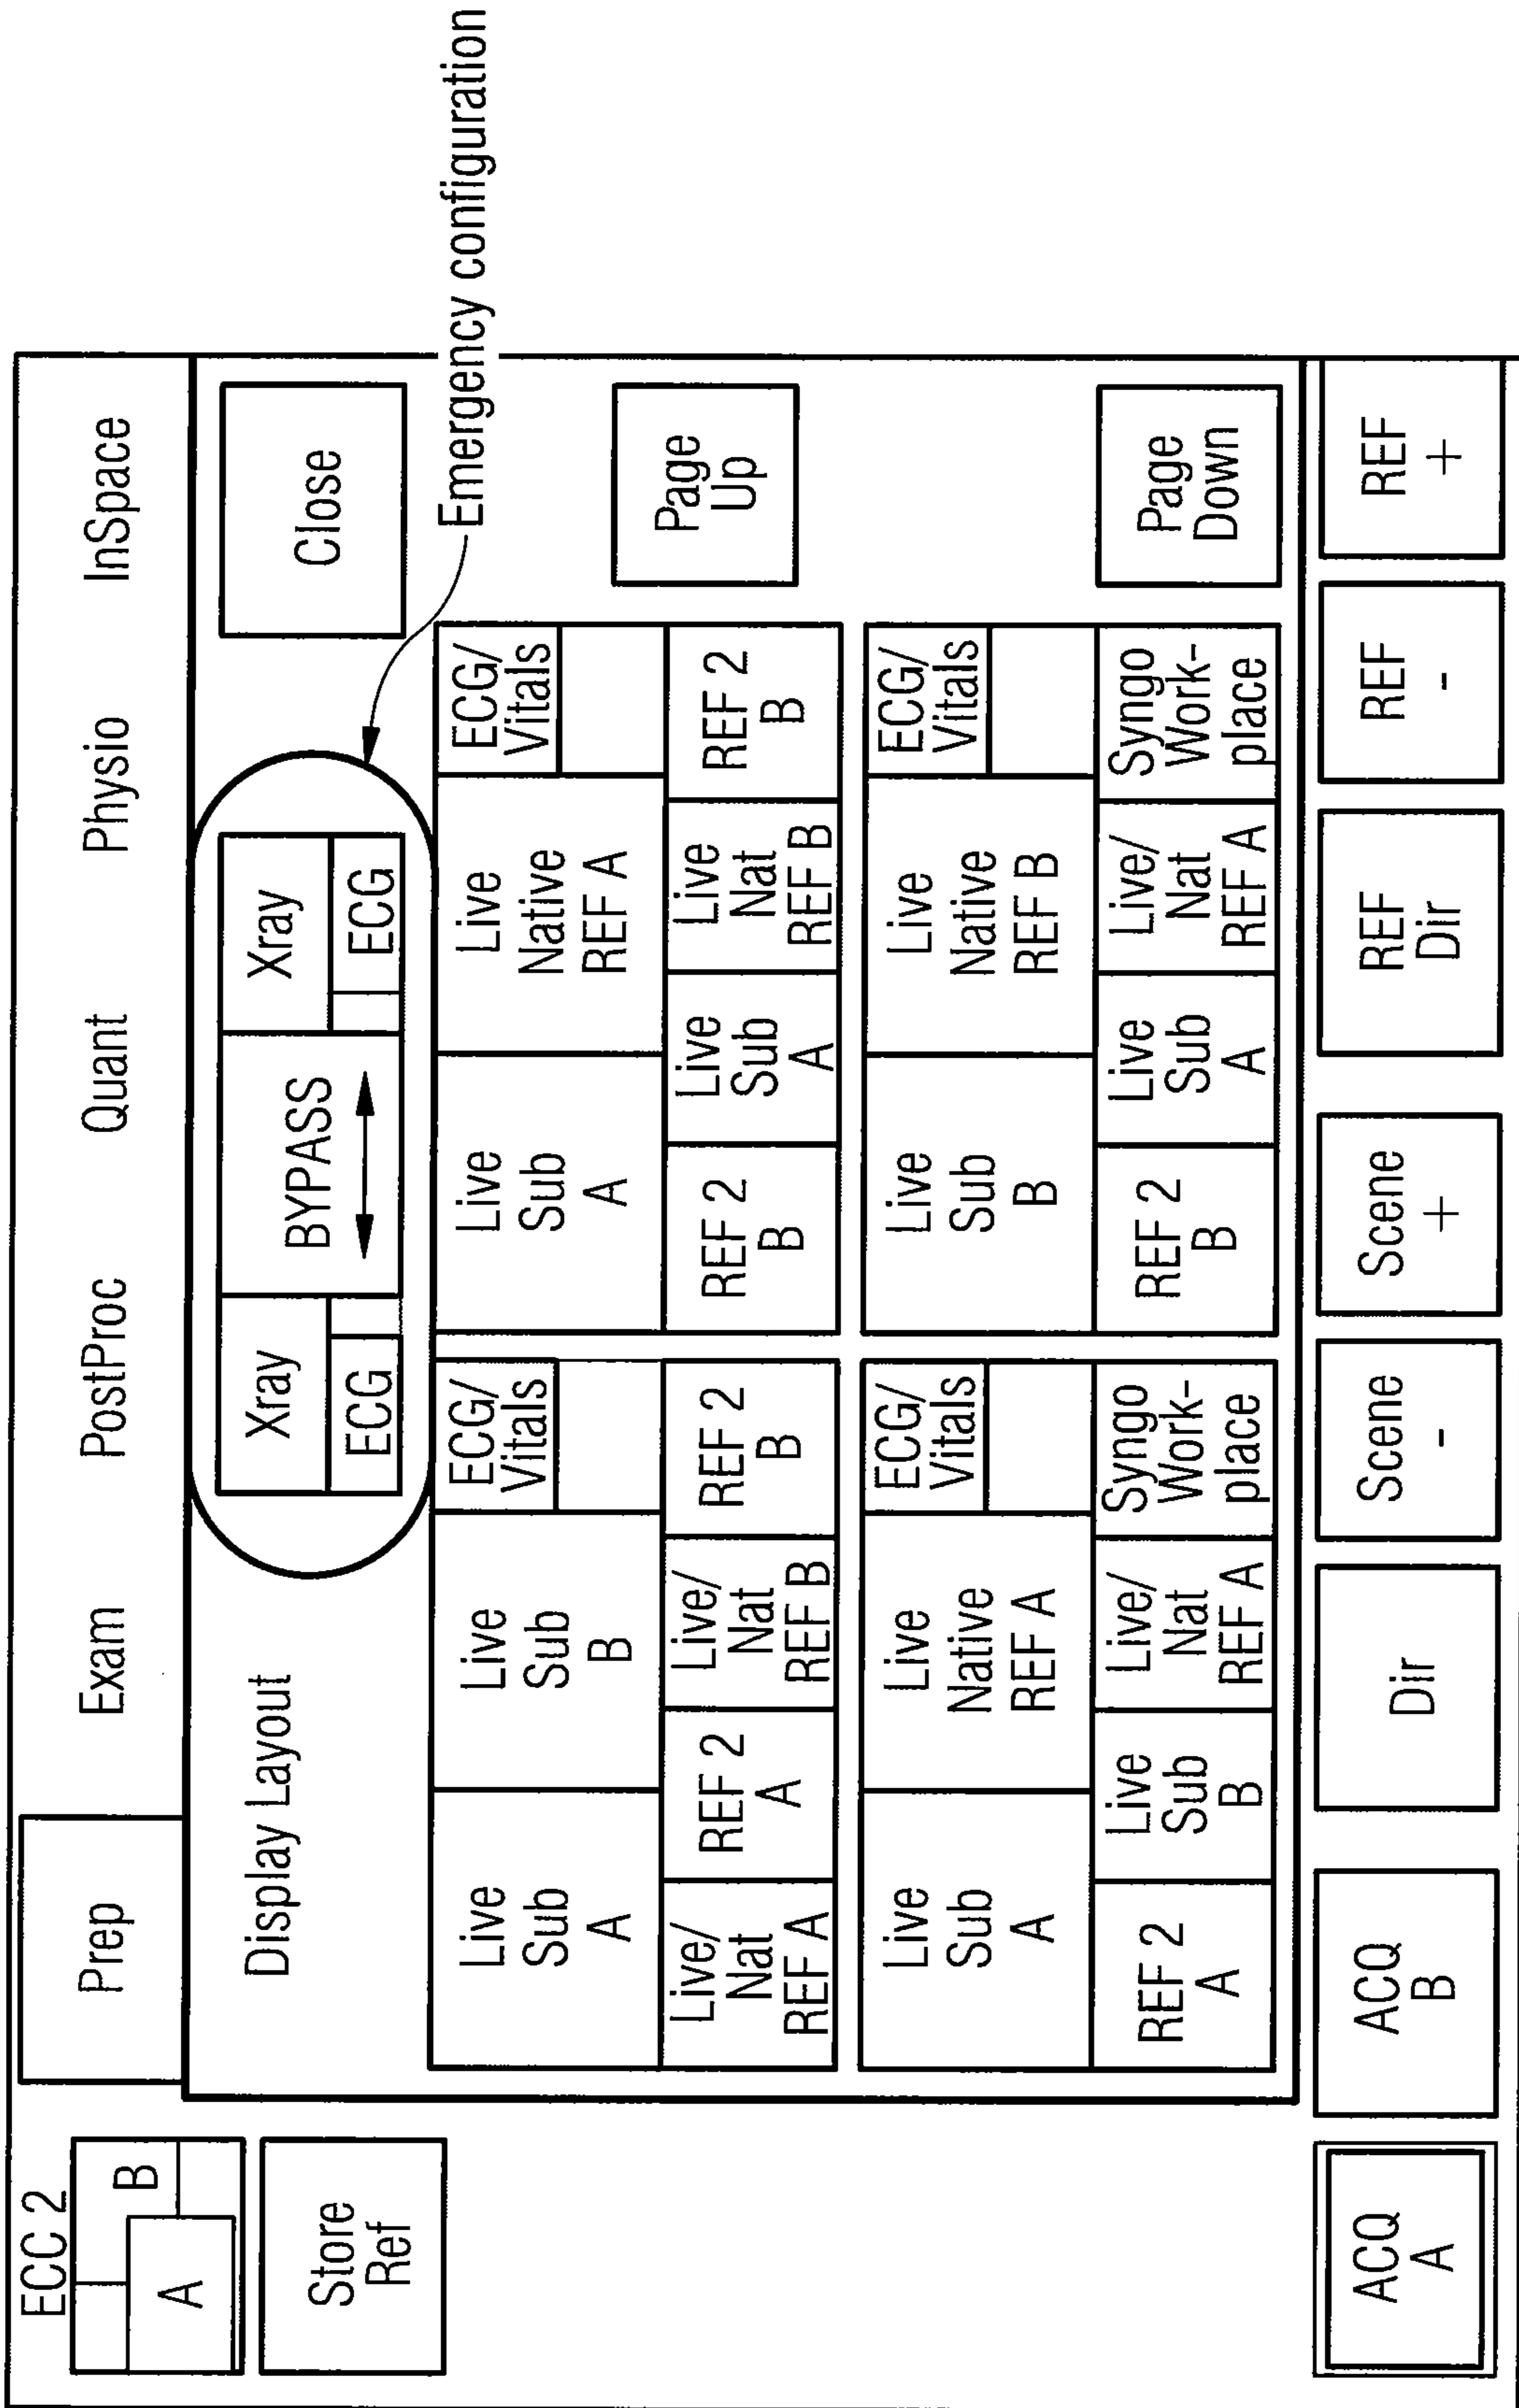 ECC 2
B
A
Prep
Exam
PostProc
Quant
Physio
InSpace
Store
Ref
Display Layout
Xray
ECG
BYPASS
Xray
ECG
Close
Emergency configuration
Live
Sub
A
Live
Sub
B
ECG/
Vitals
Live/
Nat
REF A
REF 2
A
Live/
Nat
REF B
REF 2
B
Live
Sub
A
Live
Native
REF A
ECG/
Vitals
REF 2
B
Live
Sub
A
Live
Nat
REF B
REF 2
B
Page
Up
Live
Sub
A
Live
Native
REF A
ECG/
Vitals
REF 2
A
Live
Sub
B
Live/
Nat
REF A
Syngo
Work-
place
Live
Sub
B
Live
Native
REF B
ECG/
Vitals
REF 2
B
Live
Sub
A
Live/
Nat
REF A
Syngo
Work-
place
Page
Down
ACQ
A
ACQ
B
Dir
Scene
-
Scene
+
REF
Dir
REF
-
REF
+